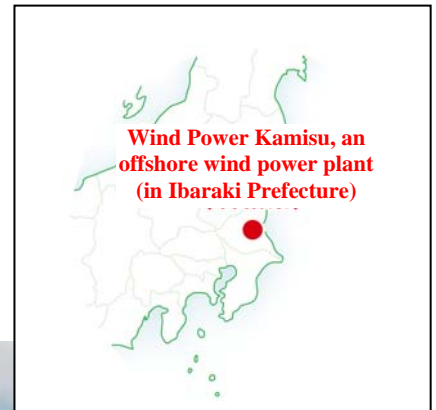 Wind Power Kamisu, an
offshore wind power plant
(in Ibaraki Prefecture)